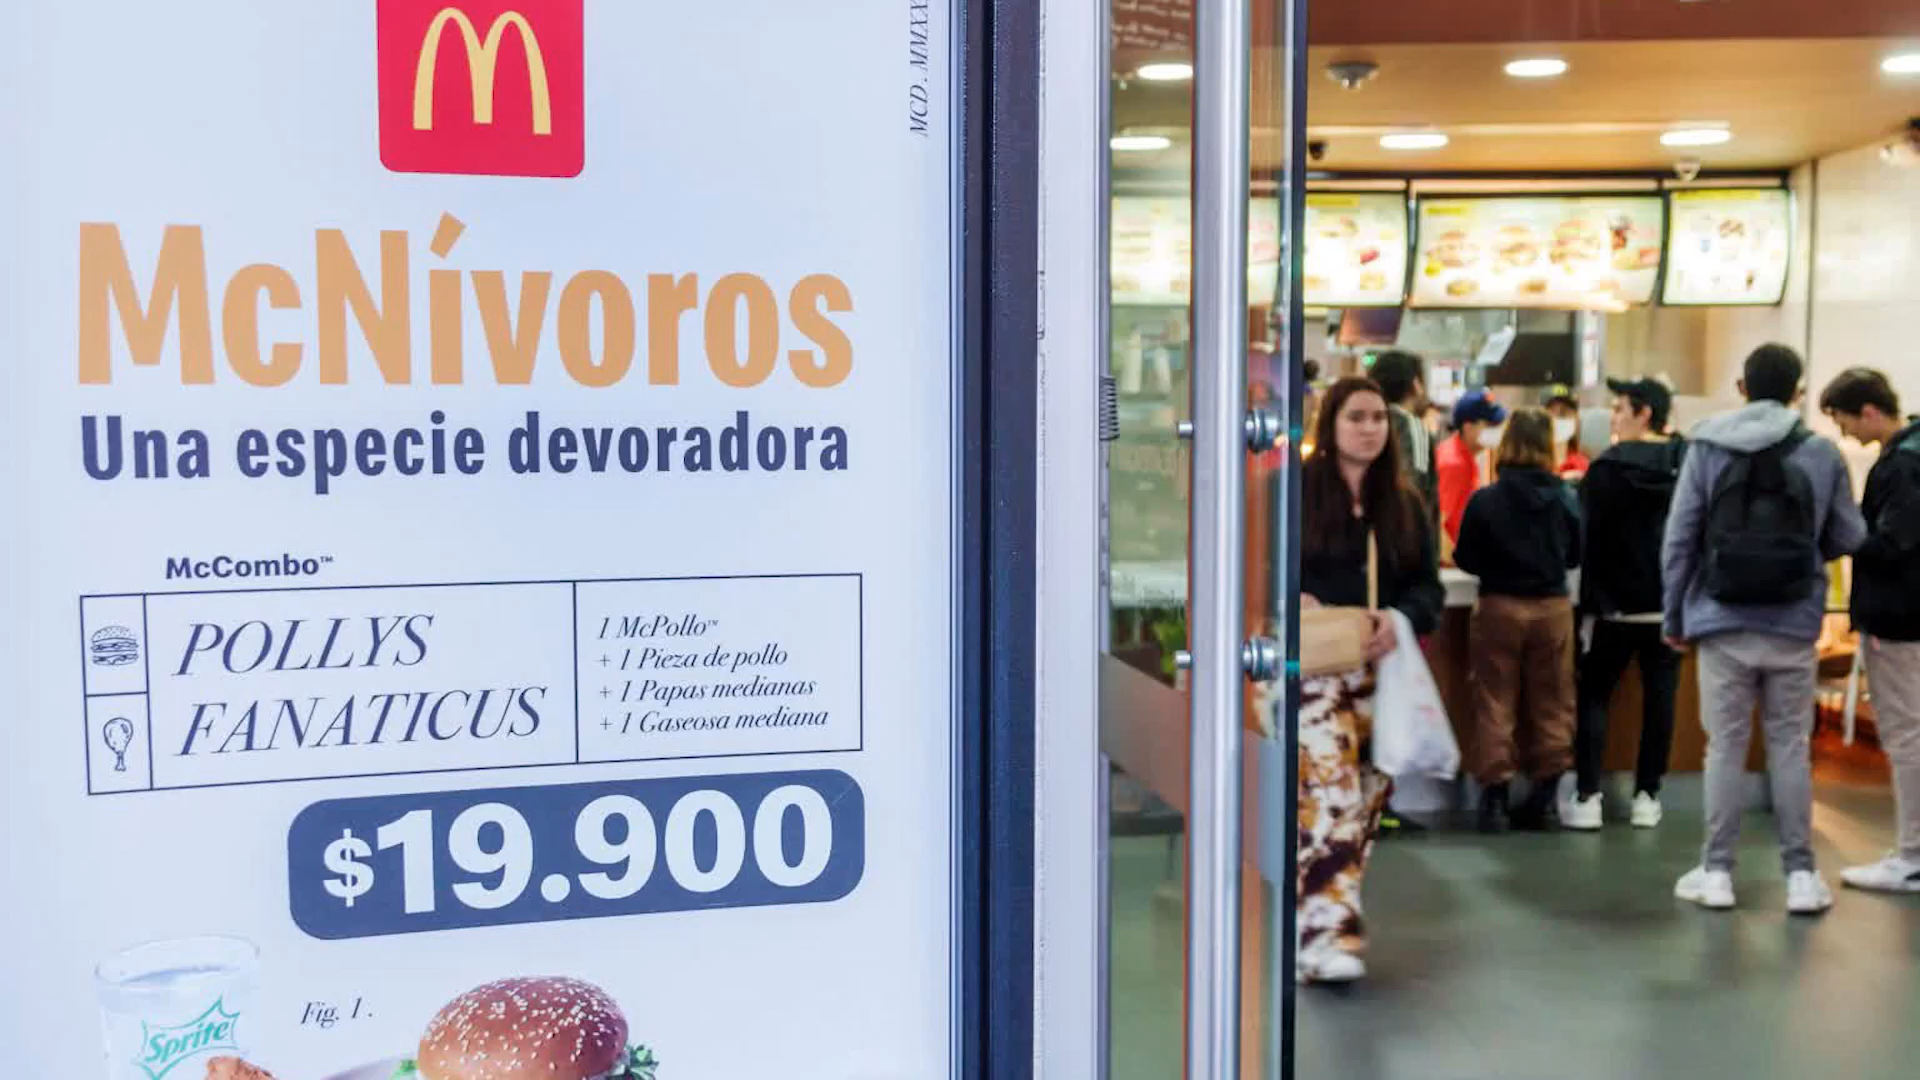 McNívoros
Una especie devoradora
McCombo™
POLLYS
FANATICUS
1 McPollo™
+ 1 Pieza de pollo
+ 1 Papas medianas
+ 1 Gaseosa mediana
$19.900
Fig. 1.
Sprite
MCD.